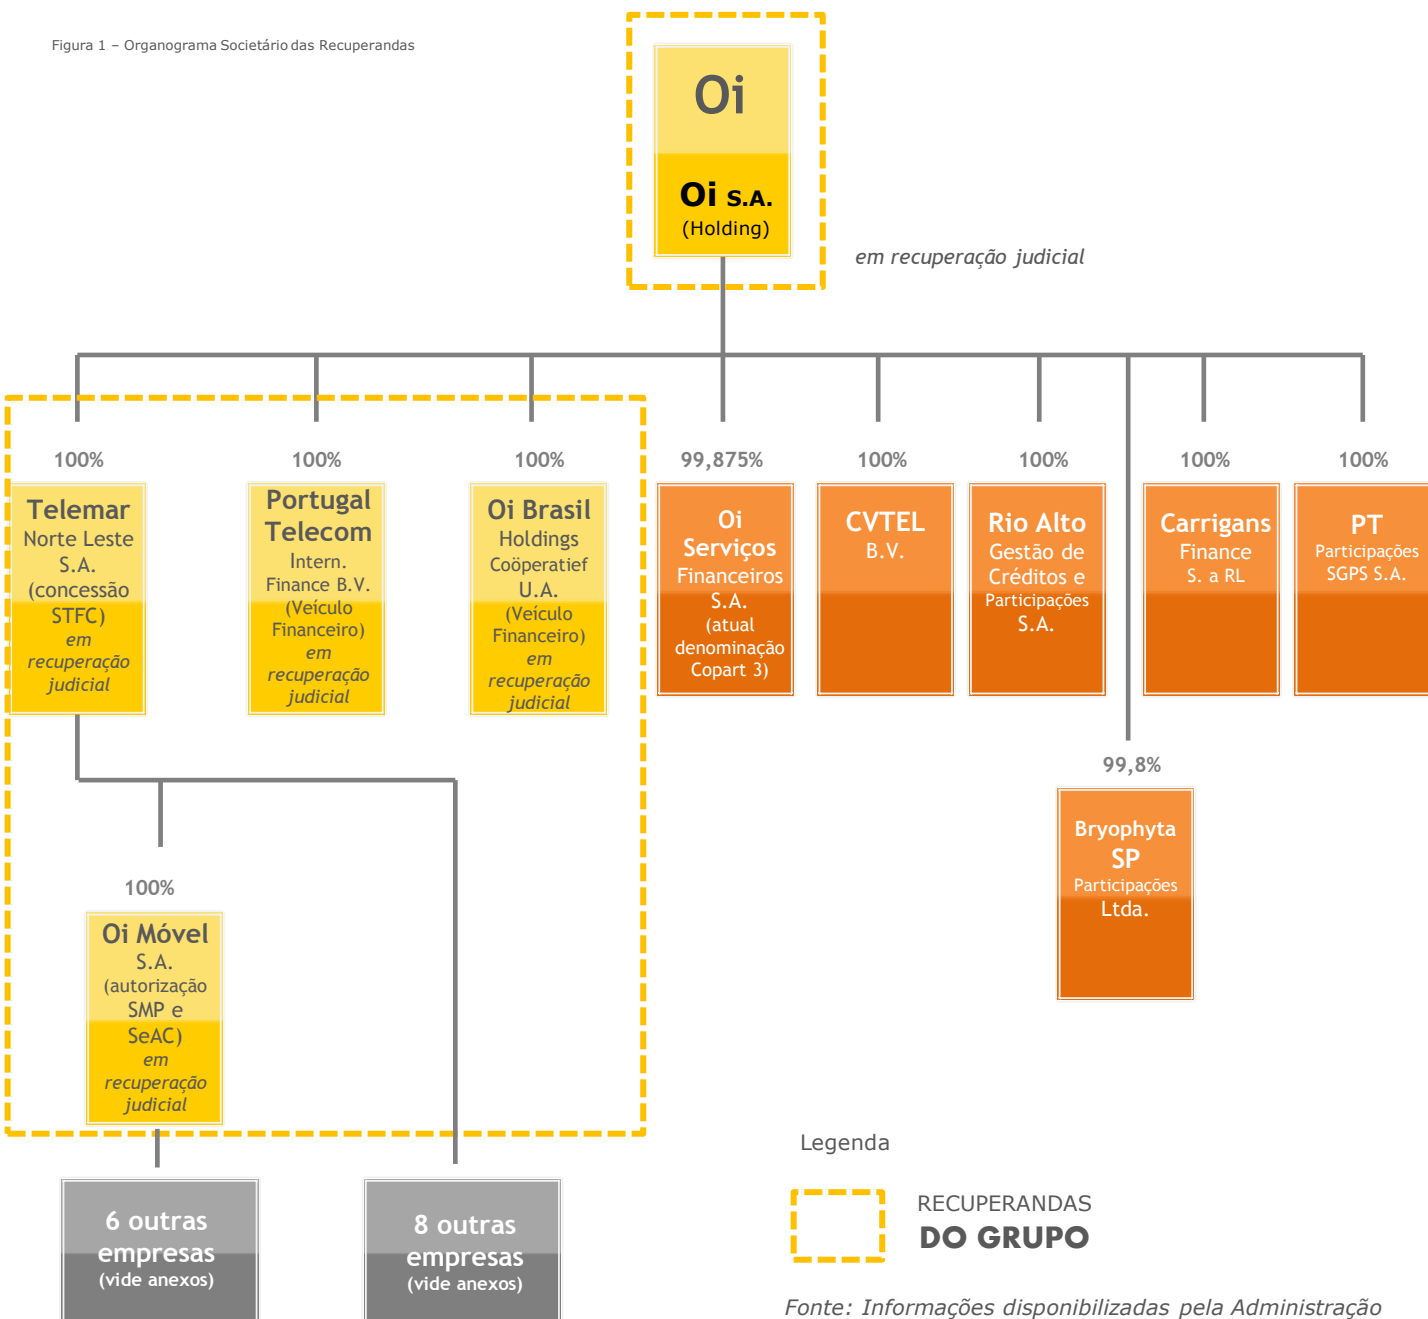 Figura 1 – Organograma Societário das Recuperandas
Oi
Oi S.A.
(Holding)
em recuperação judicial
100%
Telemar
Norte Leste
S.A.
(concessão
STFC)
em
recuperação
judicial
100%
Portugal
Telecom
Intern.
Finance B.V.
(Veículo
Financeiro)
em
recuperação
judicial
100%
Oi Brasil
Holdings
Coöperatief
U.A.
(Veículo
Financeiro)
em
recuperação
judicial
99,875%
Oi
Serviços
Financeiros
S.A.
(atual
denominação
Copart 3)
100%
CVTEL
B.V.
100%
Rio Alto
Gestão de
Créditos e
Participações
S.A.
100%
Carrigans
Finance
S. a RL
100%
PT
Participações
SGPS S.A.
99,8%
Bryophyta
SP
Participações
Ltda.
100%
Oi Móvel
S.A.
(autorização
SMP e
SeAC)
em
recuperação
judicial
6 outras
empresas
(vide anexos)
8 outras
empresas
(vide anexos)
Legenda
RECUPERANDAS
DO GRUPO
Fonte: Informações disponibilizadas pela Administração